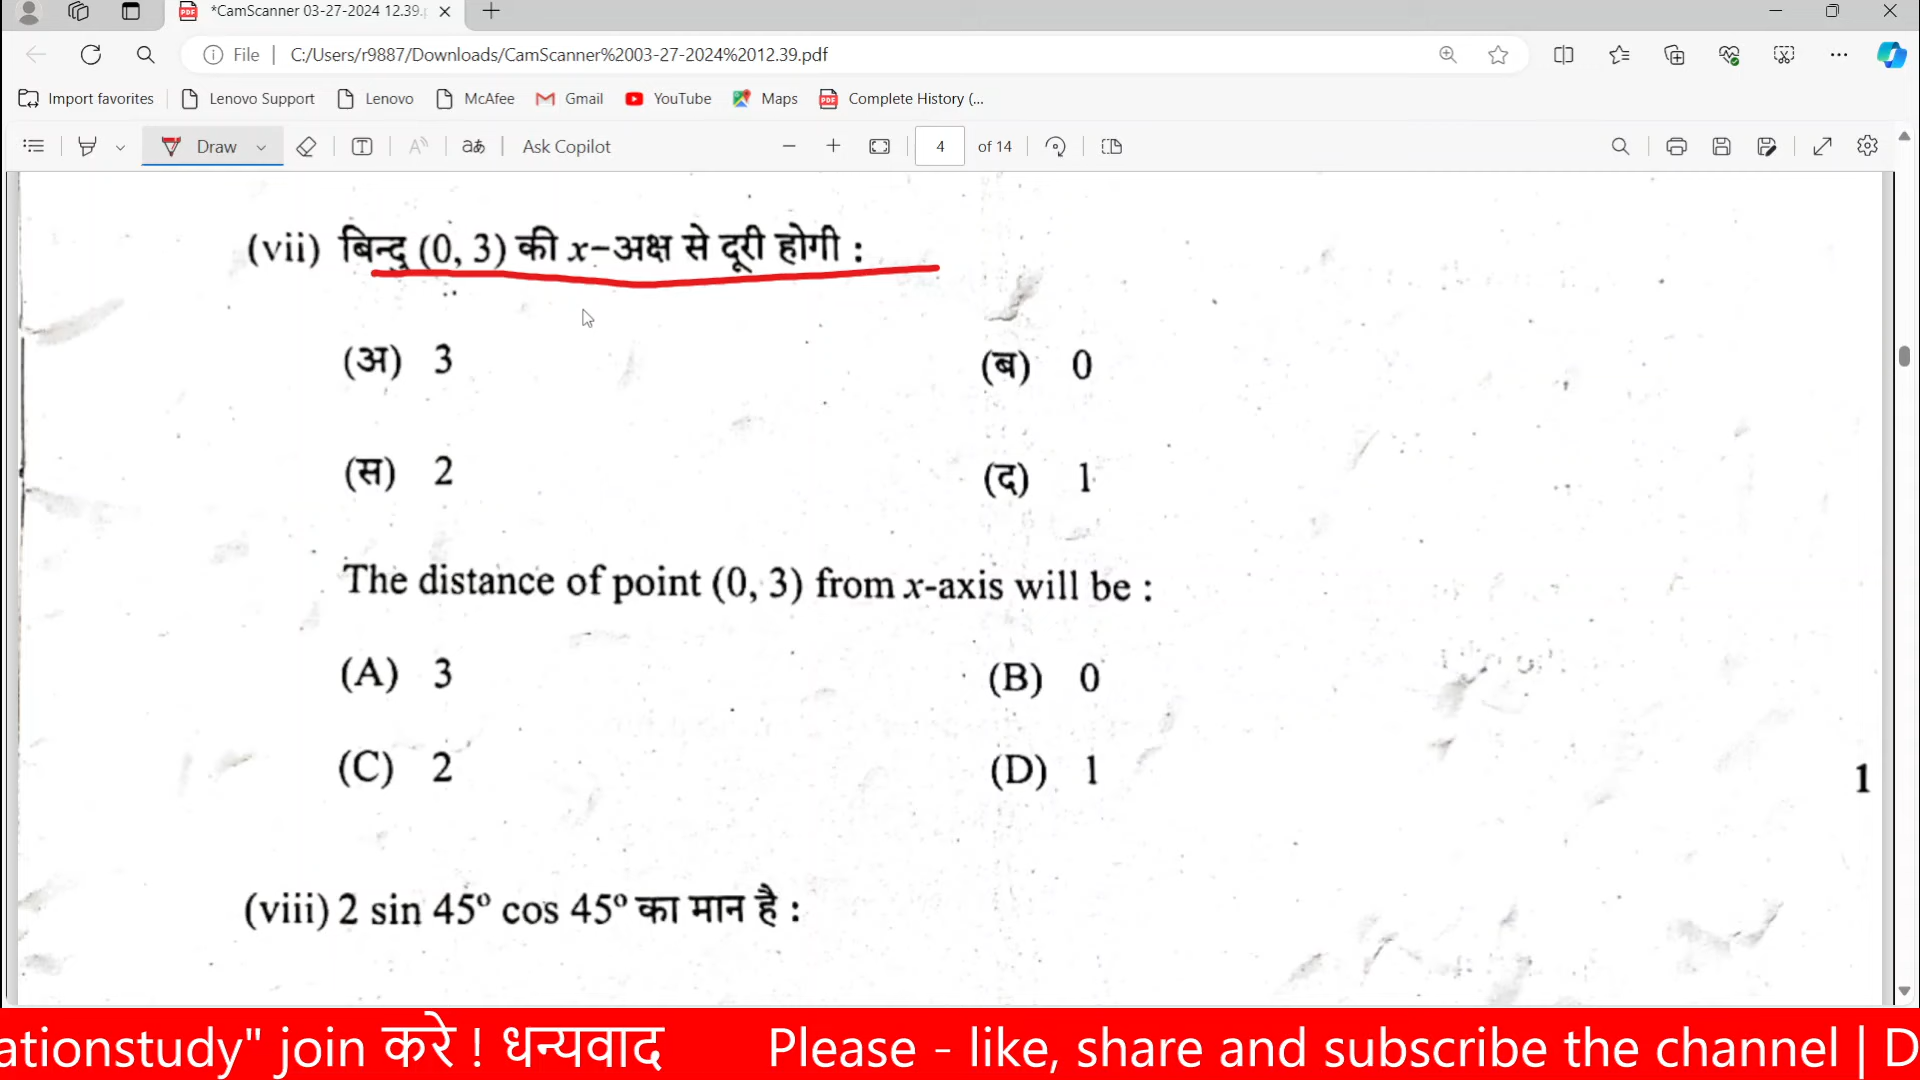 *CamScanner 03-27-2024 12.39.
File
C:/Users/r9887/Downloads/CamScanner%2003-27-2024%2012.39.pdf
Import favorites
Lenovo Support
Lenovo
McAfee
Gmail
YouTube
Maps
Complete History (...
Draw
Ask Copilot
4
of 14
(vii) बिन्दु (0, 3) की x-अक्ष से दूरी होगी :
(अ) 3
(ब) 0
(स) 2
(द) 1
The distance of point (0, 3) from x-axis will be :
(A) 3
(B) 0
(C) 2
(D) 1
1
(viii) 2 sin 45° cos 45° का मान है :
ationstudy" join करे ! धन्यवाद
Please - like, share and subscribe the channel | D